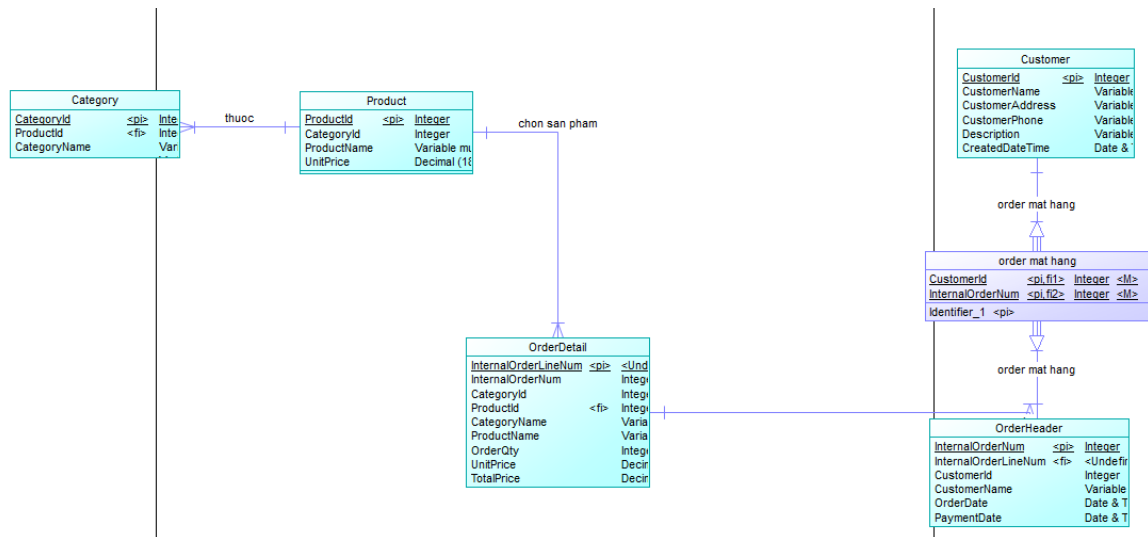 Category
CategoryId <pi> Inte
ProductId <fi> Inte
CategoryName Var
thuoc
Product
ProductId <pi> Integer
CategoryId Integer
ProductName Variable mu
UnitPrice Decimal (18
chon san pham
OrderDetail
InternalOrderLineNum <pi> <Und
InternalOrderNum Intege
CategoryId Intege
ProductId <fi> Intege
CategoryName Varia
ProductName Varia
OrderQty Intege
UnitPrice Decir
TotalPrice Decir
Customer
CustomerId <pi> Integer
CustomerName Variable
CustomerAddress Variable
CustomerPhone Variable
Description Variable
CreatedDateTime Date & T
order mat hang
order mat hang
CustomerId <pi,fi1> Integer <M>
InternalOrderNum <pi,fi2> Integer <M>
Identifier_1 <pi>
order mat hang
OrderHeader
InternalOrderNum <pi> Integer
InternalOrderLineNum <fi> <Undefir
CustomerId Integer
CustomerName Variable
OrderDate Date & T
PaymentDate Date & T